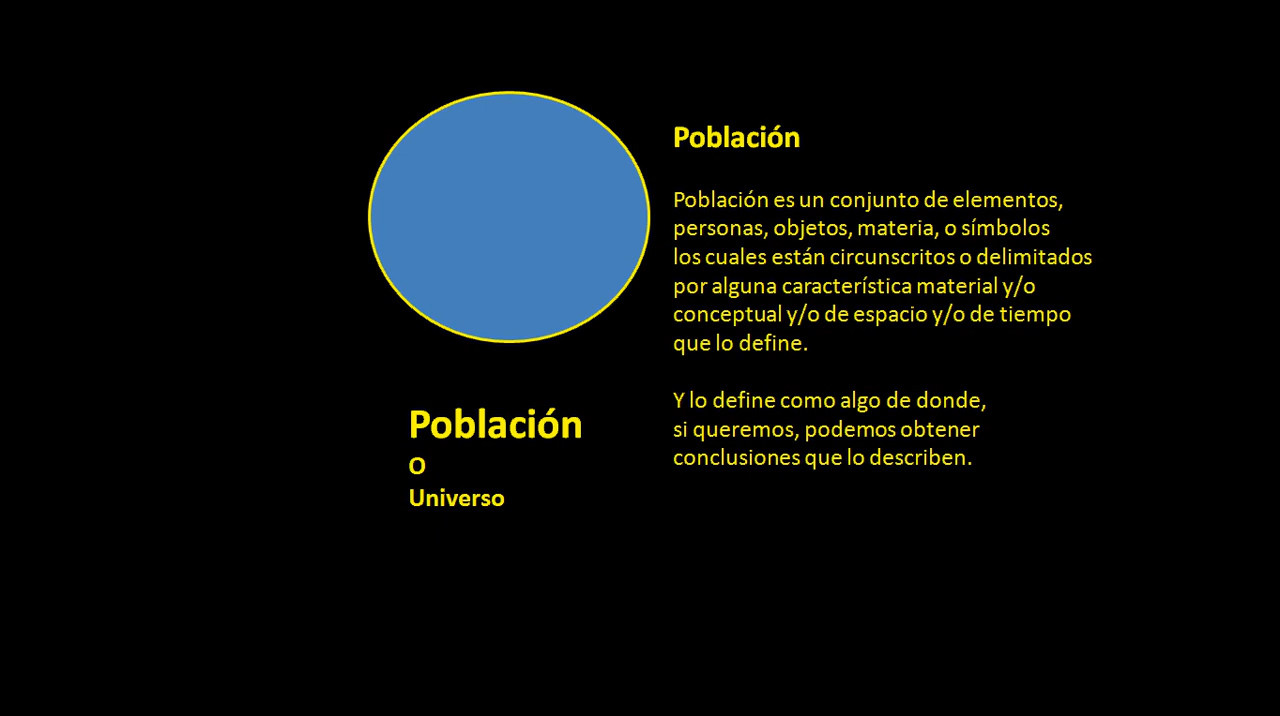 Población
Población es un conjunto de elementos,
personas, objetos, materia, o símbolos
los cuales están circunscritos o delimitados
por alguna característica material y/o
conceptual y/o de espacio y/o de tiempo
que lo define.
Y lo define como algo de donde,
si queremos, podemos obtener
conclusiones que lo describen.
Población
O
Universo